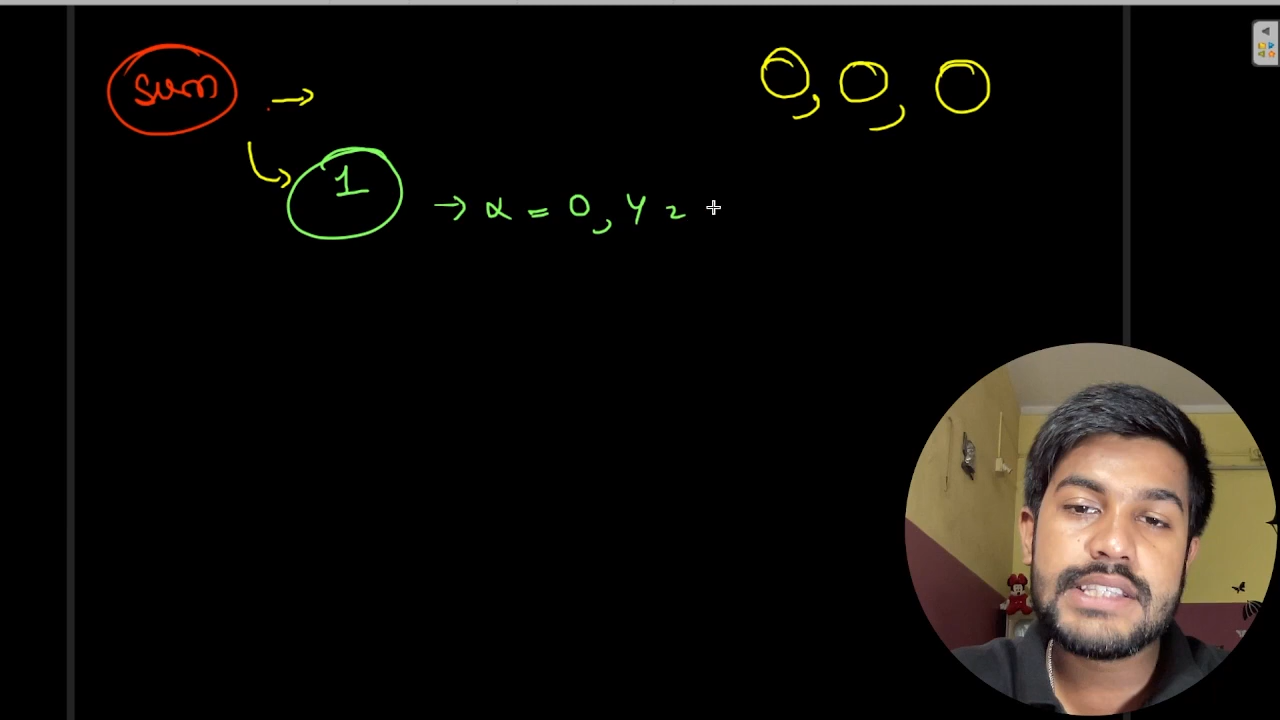 sum →
0, 0, 0
1 → x = 0, y =